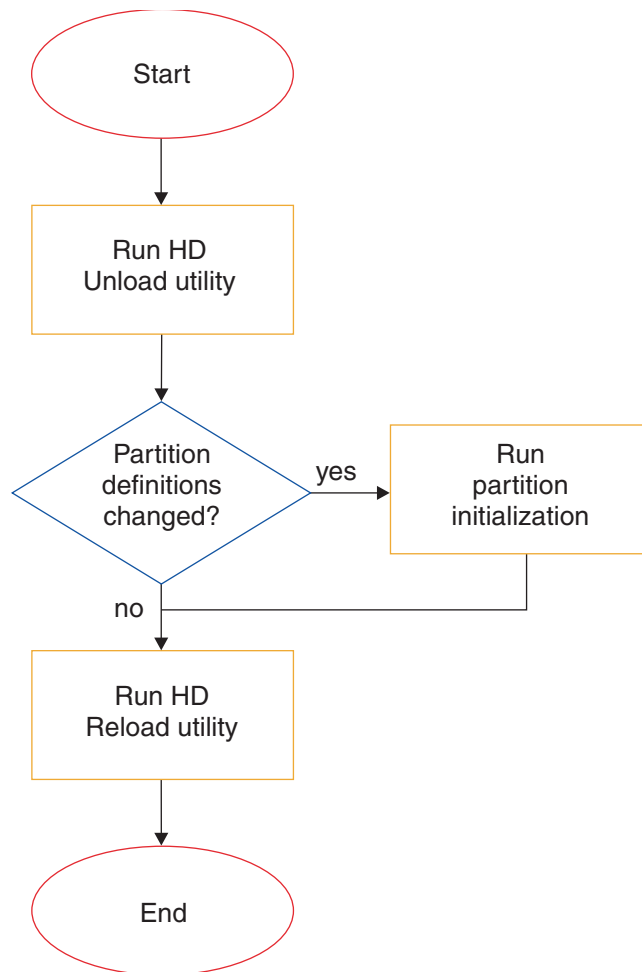 Start
Run HD
Unload utility
Partition
definitions
changed?
yes
Run
partition
initialization
no
Run HD
Reload utility
End